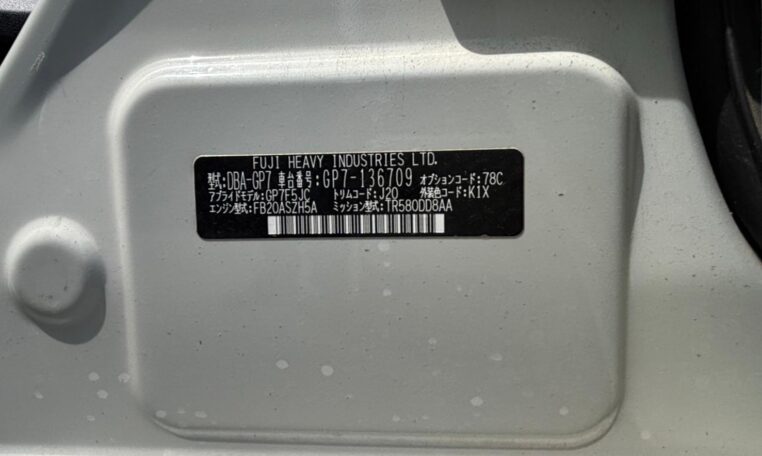 FUJI HEAVY INDUSTRIES LTD.
型式:DBA-GP7 車台番号:GP7-136709 オプションコード:78C
アプライドモデル:GP7F5JC トリムコード:J20 外装色コード:K1X
エンジン型式:FB20ASZH5A ミッション型式:TR580DD8AA